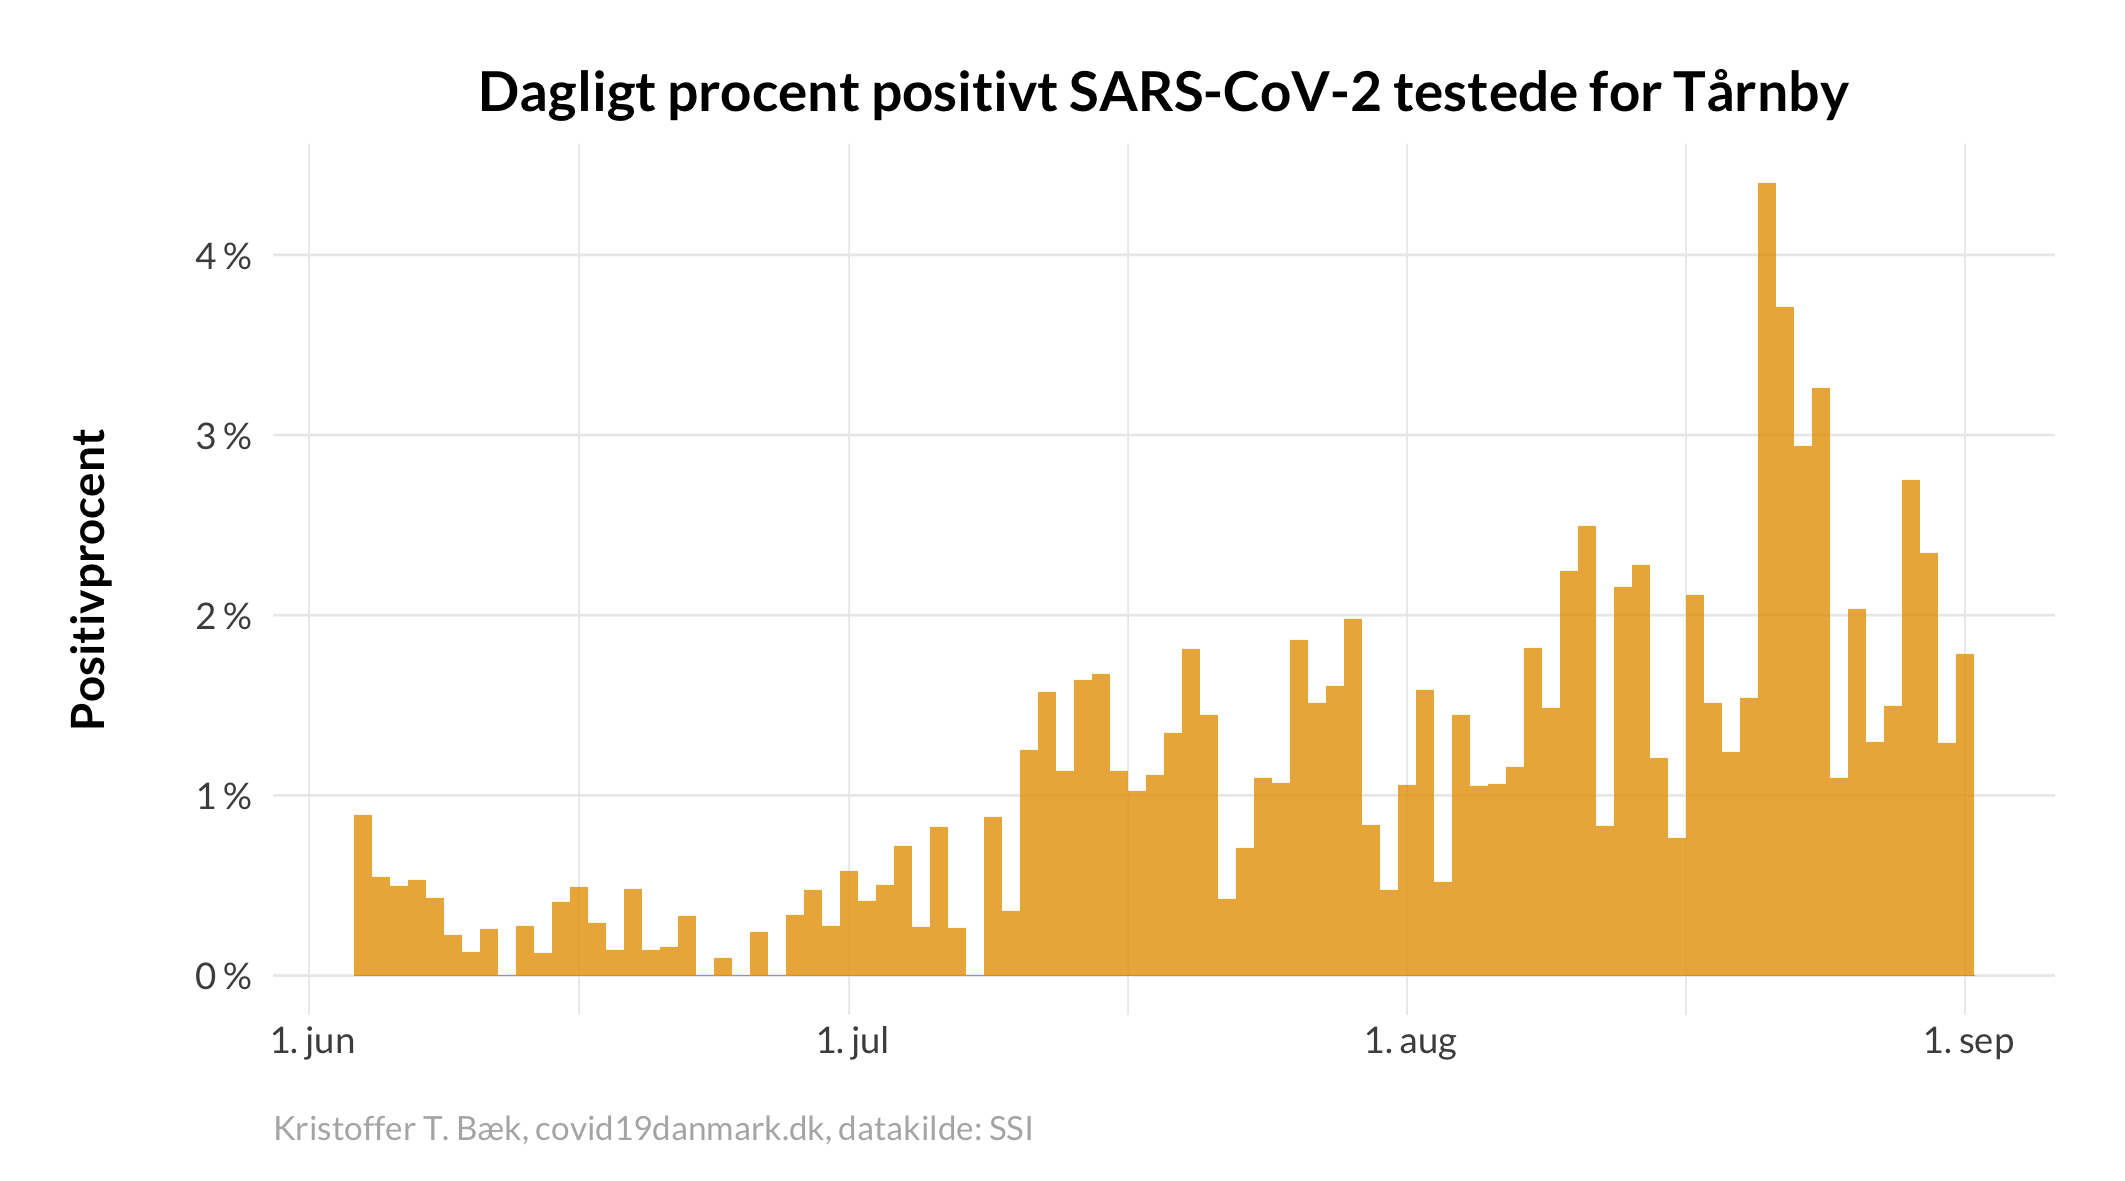 Dagligt procent positivt SARS-CoV-2 testede for Tårnby
Positivprocent
4 %
3 %
2 %
1 %
0 %
1. jun
1. jul
1. aug
1. sep
Kristoffer T. Bæk, covid19danmark.dk, datakilde: SSI